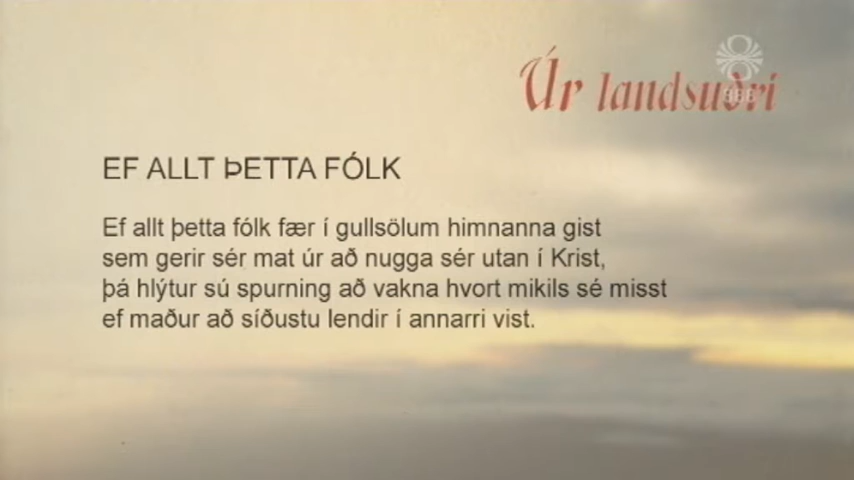 Úr landsuðri
EF ALLT ÞETTA FÓLK
Ef allt þetta fólk fær í gullsölum himnanna gist
sem gerir sér mat úr að nugga sér utan í Krist,
þá hlýtur sú spurning að vakna hvort mikils sé misst
ef maður að síðustu lendir í annarri vist.